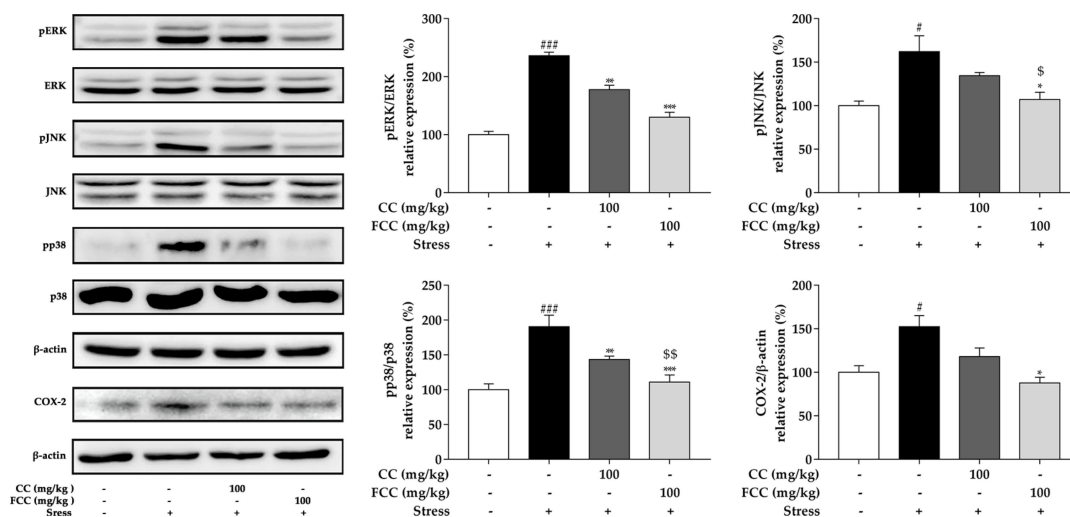 pERK
ERK
pJNK
JNK
pp38
p38
β-actin
COX-2
β-actin
CC (mg/kg) - - 100 -
FCC (mg/kg ) - - - 100
Sress - + + +
pERK/ERK
relative expression (%)
300
200
100
0
###
**
***
CC (mg/kg) - - 100 -
FCC (mg/kg) - - - 100
Stress - + + +
pJNK/JNK
relative expression (%)
200
150
100
50
0
#
$
*
CC (mg/kg) - - 100 -
FCC (mg/kg) - - - 100
Stress - + + +
pp38/p38
relative expression (%)
250
200
150
100
50
0
###
**
$$
***
CC (mg/kg) - - 100 -
FCC (mg/kg) - - - 100
Stress - + + +
COX-2/β-actin
relative expression (%)
200
150
100
50
0
#
*
CC (mg/kg) - - 100 -
FCC (mg/kg) - - - 100
Stress - + + +